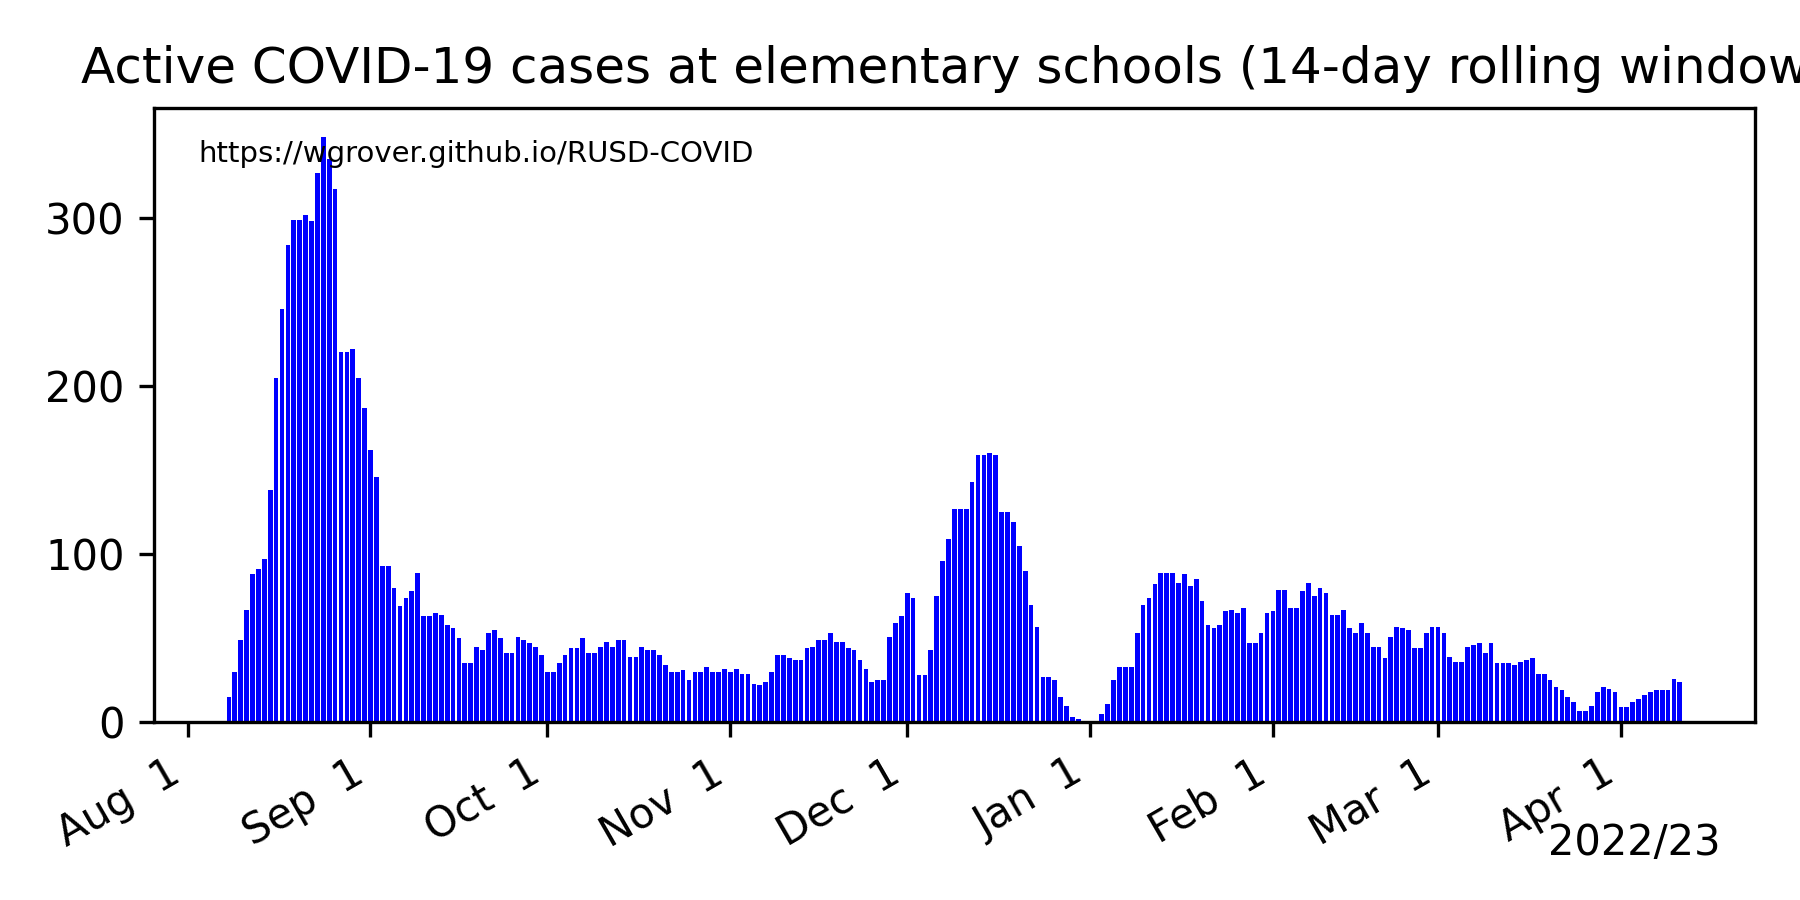 Active COVID-19 cases at elementary schools (14-day rolling window
https://wgrover.github.io/RUSD-COVID
300
200
100
0
Aug 1
Sep 1
Oct 1
Nov 1
Dec 1
Jan 1
Feb 1
Mar 1
Apr 1
2022/23